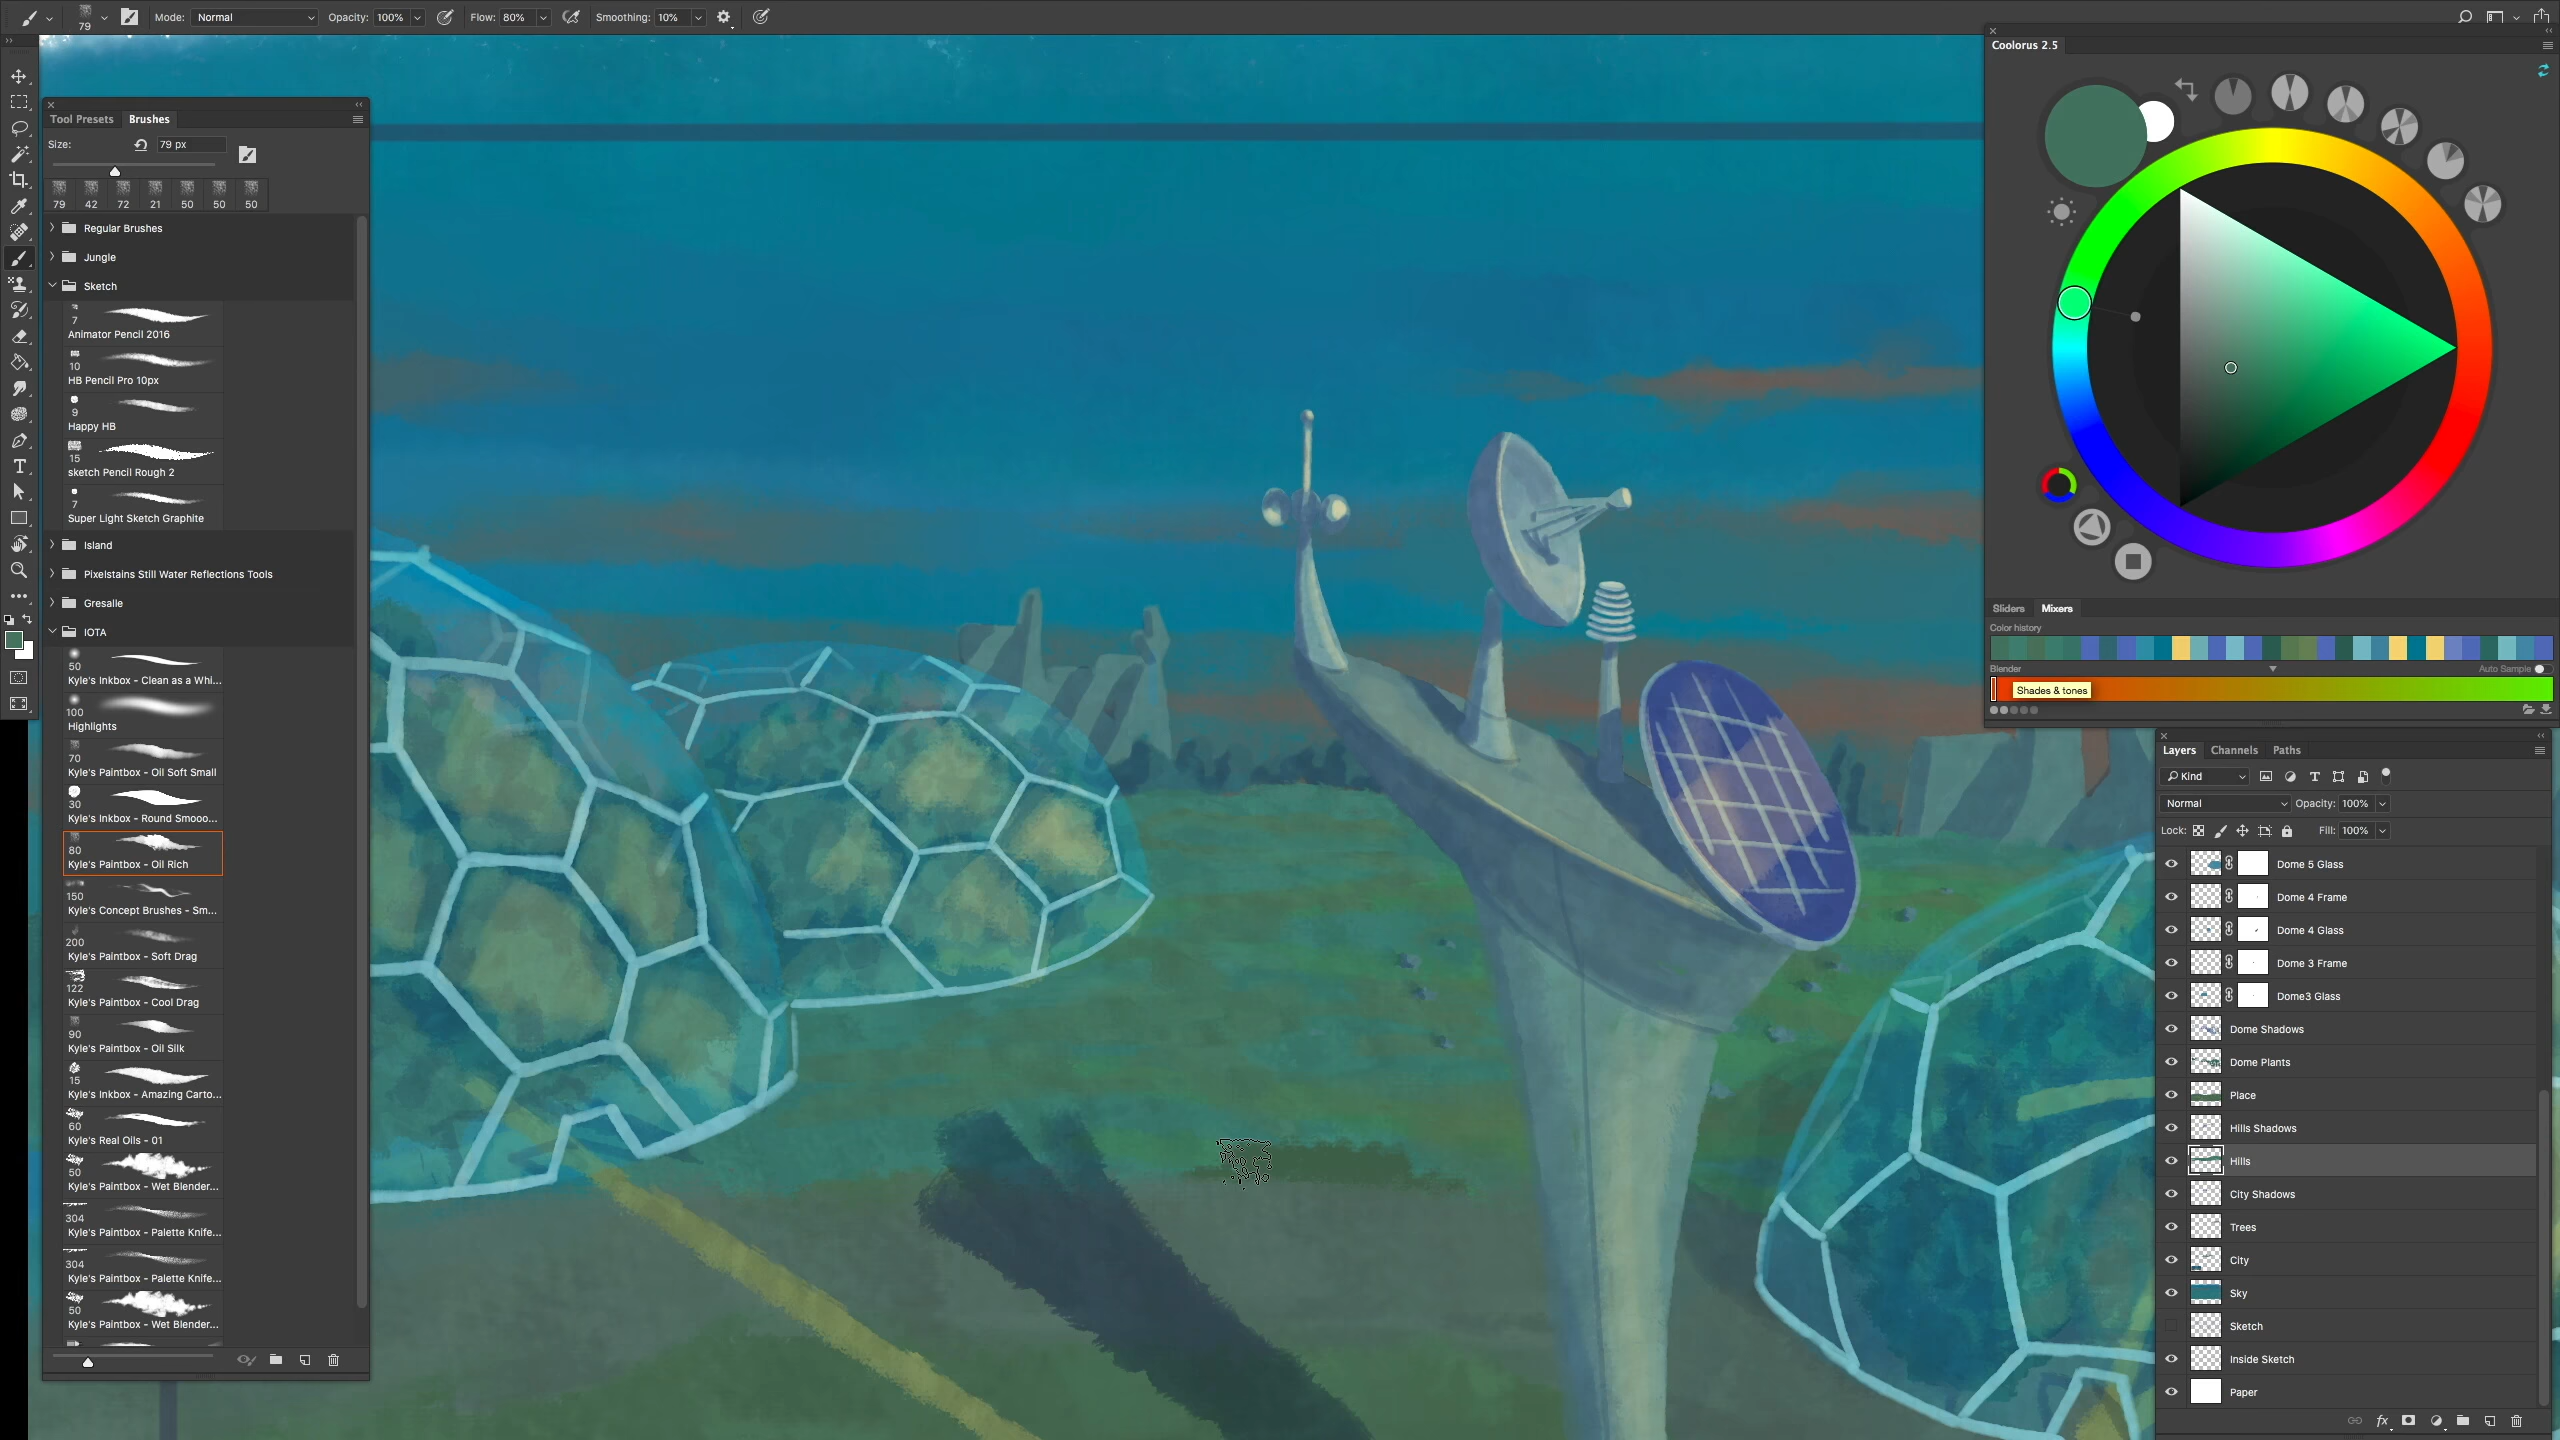 79
Mode: Normal Opacity: 100% Flow: 80% Smoothing: 10%
Tool Presets Brushes
Size: 79 px
79 42 72 21 50 50 50
Regular Brushes
Jungle
Sketch
7
Animator Pencil 2016
10
HB Pencil Pro 10px
9
Happy HB
15
sketch Pencil Rough 2
7
Super Light Sketch Graphite
Island
Pixelstains Still Water Reflections Tools
Gresalle
IOTA
50
Kyle's Inkbox - Clean as a Whi...
100
Highlights
70
Kyle's Paintbox - Oil Soft Small
30
Kyle's Inkbox - Round Smooo...
80
Kyle's Paintbox - Oil Rich
150
Kyle's Concept Brushes - Sm...
200
Kyle's Paintbox - Soft Drag
122
Kyle's Paintbox - Cool Drag
90
Kyle's Paintbox - Oil Silk
15
Kyle's Inkbox - Amazing Carto...
60
Kyle's Real Oils - 01
50
Kyle's Paintbox - Wet Blender...
304
Kyle's Paintbox - Palette Knife...
304
Kyle's Paintbox - Palette Knife...
50
Kyle's Paintbox - Wet Blender...
Coolorus 2.5
Sliders Mixers
Color history
Blender Auto Sample
Shades & tones
Layers Channels Paths
Kind
Normal Opacity: 100%
Lock: Fill: 100%
Dome 5 Glass
Dome 4 Frame
Dome 4 Glass
Dome 3 Frame
Dome3 Glass
Dome Shadows
Dome Plants
Place
Hills Shadows
Hills
City Shadows
Trees
City
Sky
Sketch
Inside Sketch
Paper
fx